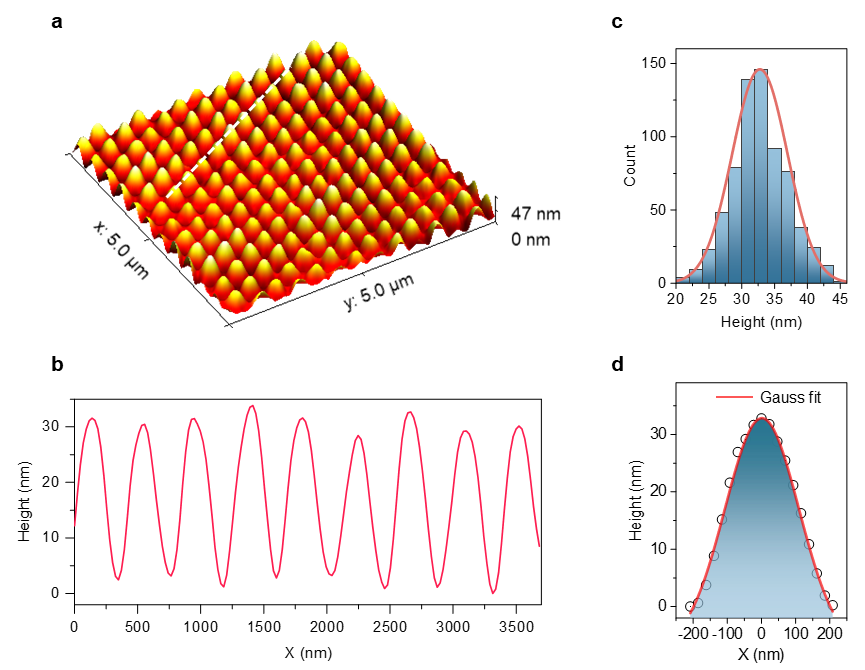 a
47 nm
0 nm
x: 5.0 µm
y: 5.0 µm
c
150
100
50
0
Count
20 25 30 35 40 45
Height (nm)
b
30
20
10
0
Height (nm)
0 500 1000 1500 2000 2500 3000 3500
X (nm)
d
Gauss fit
30
20
10
0
Height (nm)
-200 -100 0 100 200
X (nm)